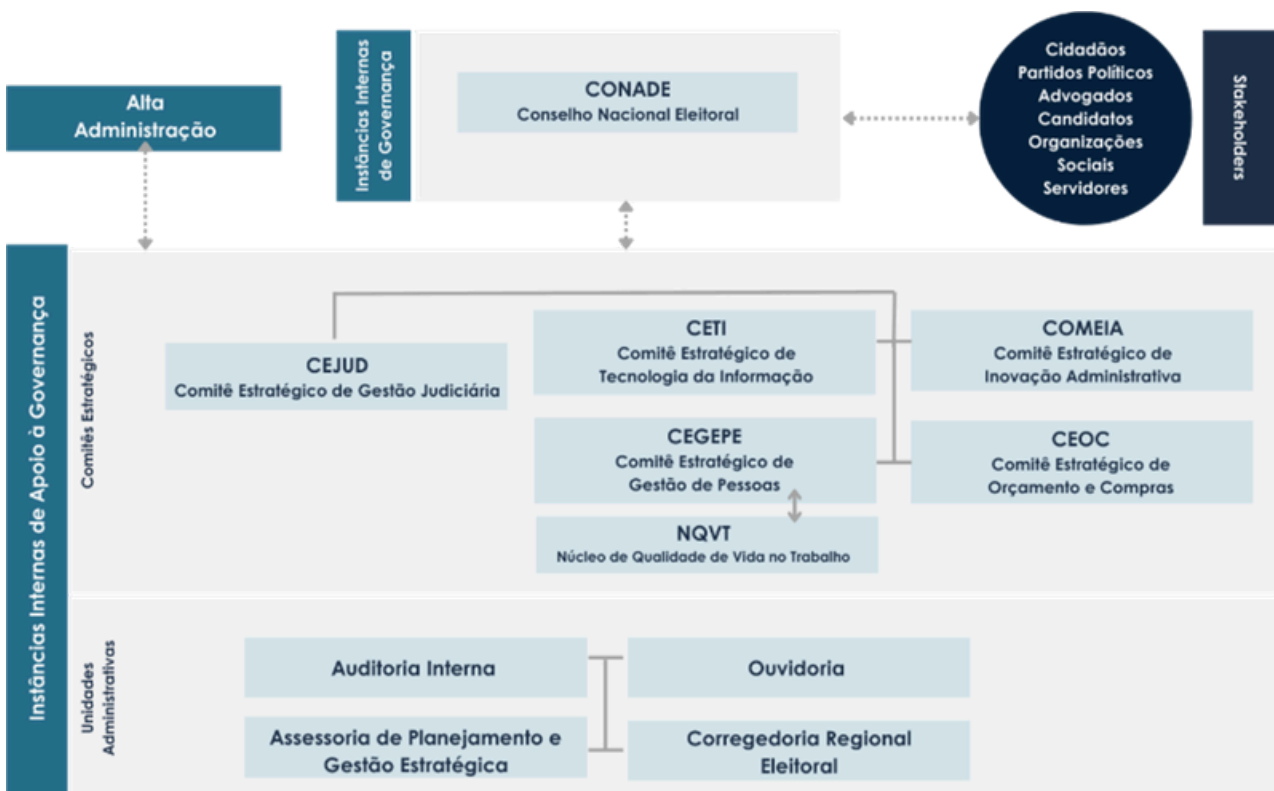 Alta
Administração
Instâncias Internas
de Governança
CONADE
Conselho Nacional Eleitoral
Cidadãos
Partidos Políticos
Advogados
Candidatos
Organizações
Sociais
Servidores
Stakeholders
Instâncias Internas de Apoio à Governança
Comitês Estratégicos
CEJUD
Comitê Estratégico de Gestão Judiciária
CETI
Comitê Estratégico de
Tecnologia da Informação
COMEIA
Comitê Estratégico de
Inovação Administrativa
CEGEPE
Comitê Estratégico de
Gestão de Pessoas
CEOC
Comitê Estratégico de
Orçamento e Compras
NQVT
Núcleo de Qualidade de Vida no Trabalho
Unidades
Administrativas
Auditoria Interna
Ouvidoria
Assessoria de Planejamento e
Gestão Estratégica
Corregedoria Regional
Eleitoral